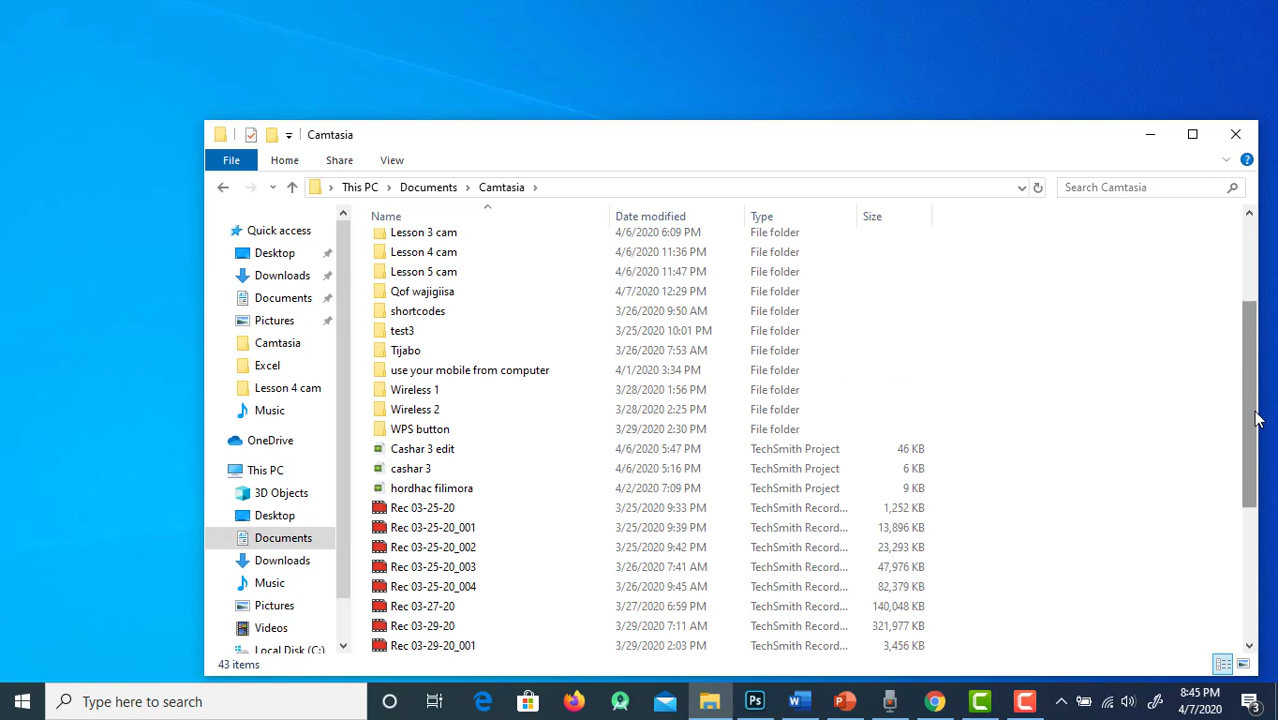 Camtasia
File Home Share View
This PC Documents Camtasia
Search Camtasia
Name Date modified Type Size
Quick access
Desktop
Downloads
Documents
Pictures
Camtasia
Excel
Lesson 4 cam
Music
OneDrive
This PC
3D Objects
Desktop
Documents
Downloads
Music
Pictures
Videos
Local Disk (C:)
Lesson 3 cam 4/6/2020 6:09 PM File folder
Lesson 4 cam 4/6/2020 11:36 PM File folder
Lesson 5 cam 4/6/2020 11:47 PM File folder
Qof wajigiisa 4/7/2020 12:29 PM File folder
shortcodes 3/26/2020 9:50 AM File folder
test3 3/25/2020 10:01 PM File folder
Tijabo 3/26/2020 7:53 AM File folder
use your mobile from computer 4/1/2020 3:34 PM File folder
Wireless 1 3/28/2020 1:56 PM File folder
Wireless 2 3/28/2020 2:25 PM File folder
WPS button 3/29/2020 2:30 PM File folder
Cashar 3 edit 4/6/2020 5:47 PM TechSmith Project 46 KB
cashar 3 4/6/2020 5:16 PM TechSmith Project 6 KB
hordhac filimora 4/2/2020 7:09 PM TechSmith Project 9 KB
Rec 03-25-20 3/25/2020 9:33 PM TechSmith Record... 1,252 KB
Rec 03-25-20_001 3/25/2020 9:39 PM TechSmith Record... 13,896 KB
Rec 03-25-20_002 3/25/2020 9:42 PM TechSmith Record... 23,293 KB
Rec 03-25-20_003 3/26/2020 7:41 AM TechSmith Record... 47,976 KB
Rec 03-25-20_004 3/26/2020 9:45 AM TechSmith Record... 82,379 KB
Rec 03-27-20 3/27/2020 6:59 PM TechSmith Record... 140,048 KB
Rec 03-29-20 3/29/2020 7:11 AM TechSmith Record... 321,977 KB
Rec 03-29-20_001 3/29/2020 2:03 PM TechSmith Record... 3,456 KB
43 items
Type here to search
8:45 PM
4/7/2020
3